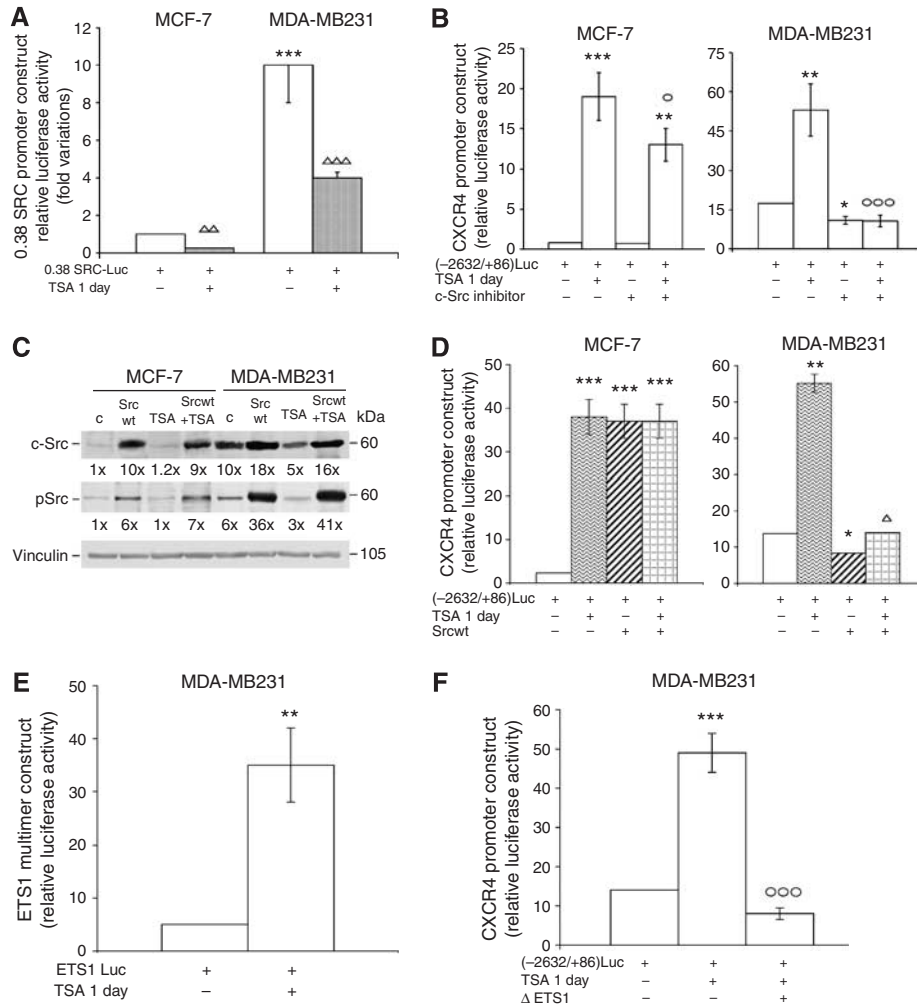 A
MCF-7 MDA-MB231
0.38 SRC promoter construct
relative luciferase activity
(fold variations)
12
10
8
6
4
2
0
***
△△
△△△
0.38 SRC-Luc + + + +
TSA 1 day – + – +
B
MCF-7 MDA-MB231
CXCR4 promoter construct
(relative luciferase activity)
25
20
15
10
5
0
***
○
**
75
60
45
30
15
0
**
*
○○○
(–2632/+86)Luc + + + + + + + +
TSA 1 day – + – + – + – +
c-Src inhibitor – – + + – – + +
C
MCF-7 MDA-MB231
c Src wt TSA Srcwt +TSA c Src wt TSA Srcwt +TSA kDa
c-Src 60
1x 10x 1.2x 9x 10x 18x 5x 16x
pSrc 60
1x 6x 1x 7x 6x 36x 3x 41x
Vinculin 105
D
MCF-7 MDA-MB231
CXCR4 promoter construct
(relative luciferase activity)
50
40
30
20
10
0
*** *** ***
60
50
40
30
20
10
0
**
*
△
(–2632/+86)Luc + + + + + + + +
TSA 1 day – + – + – + – +
Srcwt – – + + – – + +
E
MDA-MB231
ETS1 multimer construct
(relative luciferase activity)
50
40
30
20
10
0
**
ETS1 Luc + +
TSA 1 day – +
F
MDA-MB231
CXCR4 promoter construct
(relative luciferase activity)
60
50
40
30
20
10
0
***
○○○
(–2632/+86)Luc + + +
TSA 1 day – + +
Δ ETS1 – – +